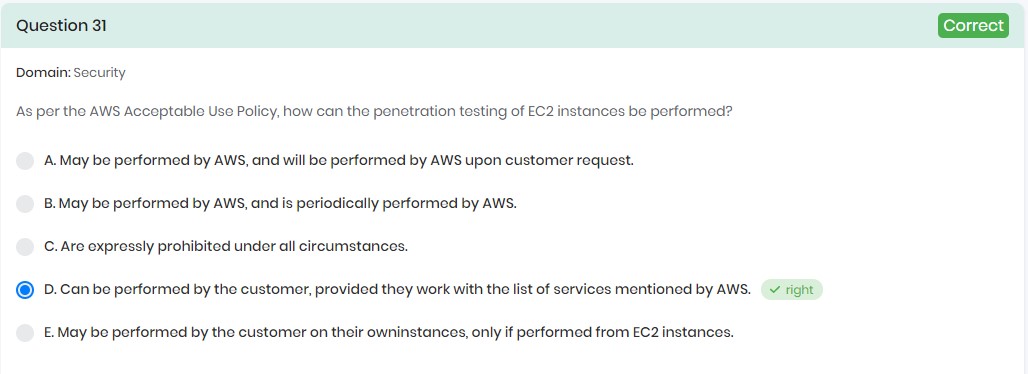 Question 31
Correct
Domain: Security
As per the AWS Acceptable Use Policy, how can the penetration testing of EC2 instances be performed?
A. May be performed by AWS, and will be performed by AWS upon customer request.
B. May be performed by AWS, and is periodically performed by AWS.
C. Are expressly prohibited under all circumstances.
D. Can be performed by the customer, provided they work with the list of services mentioned by AWS.
right
E. May be performed by the customer on their owninstances, only if performed from EC2 instances.